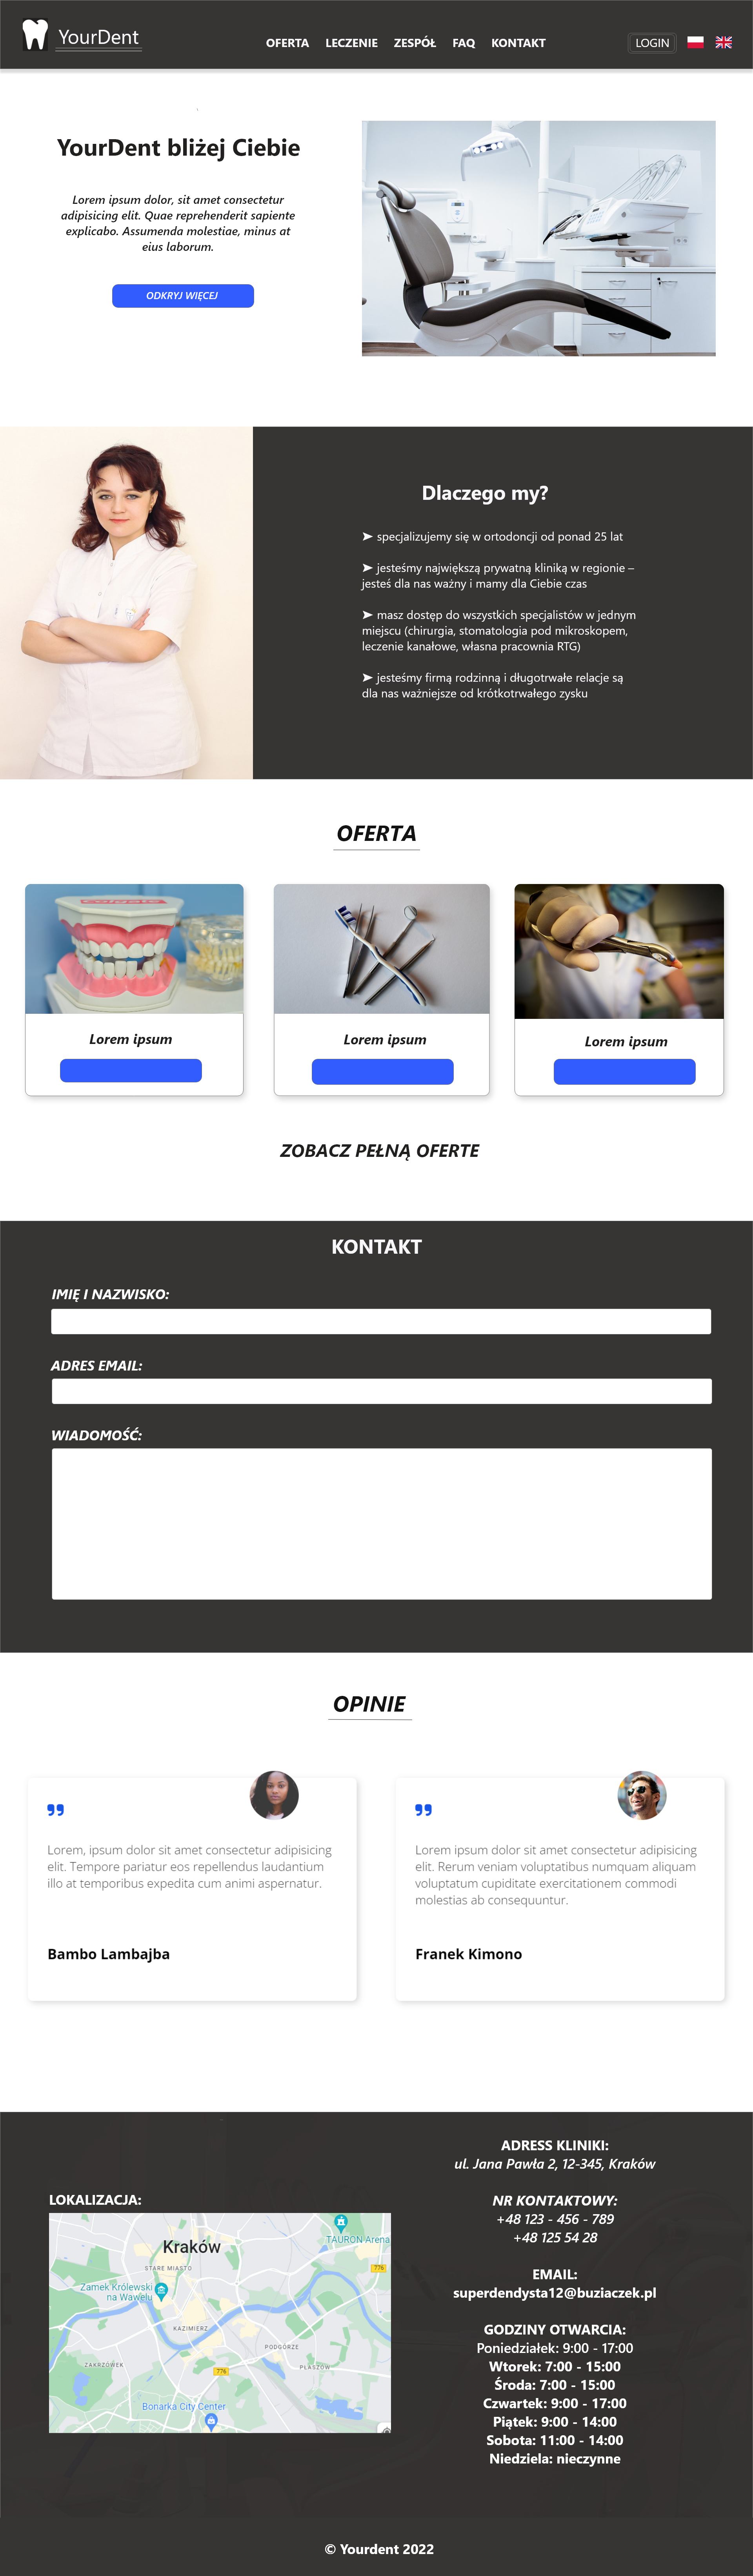 YourDent
OFERTA LECZENIE ZESPÓŁ FAQ KONTAKT
LOGIN
YourDent bliżej Ciebie
Lorem ipsum dolor, sit amet consectetur
adipisicing elit. Quae reprehenderit sapiente
explicabo. Assumenda molestiae, minus at
eius laborum.
ODKRYJ WIĘCEJ
Dlaczego my?
➤ specjalizujemy się w ortodoncji od ponad 25 lat
➤ jesteśmy największą prywatną kliniką w regionie –
jesteś dla nas ważny i mamy dla Ciebie czas
➤ masz dostęp do wszystkich specjalistów w jednym
miejscu (chirurgia, stomatologia pod mikroskopem,
leczenie kanałowe, własna pracownia RTG)
➤ jesteśmy firmą rodzinną i długotrwałe relacje są
dla nas ważniejsze od krótkotrwałego zysku
OFERTA
Colgate
Lorem ipsum
Lorem ipsum
Lorem ipsum
ZOBACZ PEŁNĄ OFERTE
KONTAKT
IMIĘ I NAZWISKO:
ADRES EMAIL:
WIADOMOŚĆ:
OPINIE
Lorem, ipsum dolor sit amet consectetur adipisicing
elit. Tempore pariatur eos repellendus laudantium
illo at temporibus expedita cum animi aspernatur.
Bambo Lambajba
Lorem ipsum dolor sit amet consectetur adipisicing
elit. Rerum veniam voluptatibus numquam aliquam
voluptatum cupiditate exercitationem commodi
molestias ab consequuntur.
Franek Kimono
LOKALIZACJA:
Kraków
TAURON Arena
STARE MIASTO
776
Zamek Królewski
na Wawelu
KAZIMIERZ
PODGÓRZE
ZAKRZÓWEK
PŁASZÓW
776
Bonarka City Center
ADRESS KLINIKI:
ul. Jana Pawła 2, 12-345, Kraków
NR KONTAKTOWY:
+48 123 - 456 - 789
+48 125 54 28
EMAIL:
superdendysta12@buziaczek.pl
GODZINY OTWARCIA:
Poniedziałek: 9:00 - 17:00
Wtorek: 7:00 - 15:00
Środa: 7:00 - 15:00
Czwartek: 9:00 - 17:00
Piątek: 9:00 - 14:00
Sobota: 11:00 - 14:00
Niedziela: nieczynne
© Yourdent 2022